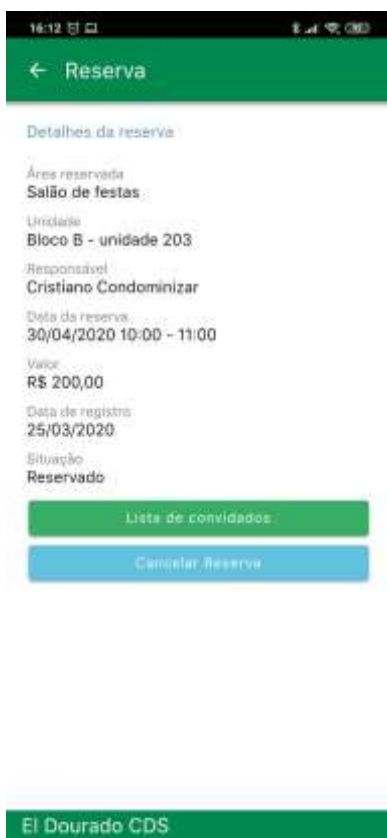 16:12
← Reserva
Detalhes da reserva
Área reservada
Salão de festas
Unidade
Bloco B - unidade 203
Responsável
Cristiano Condominizar
Data da reserva
30/04/2020 10:00 - 11:00
Valor
R$ 200,00
Data de registro
25/03/2020
Situação
Reservado
Lista de convidados
Cancelar Reserva
El Dourado CDS